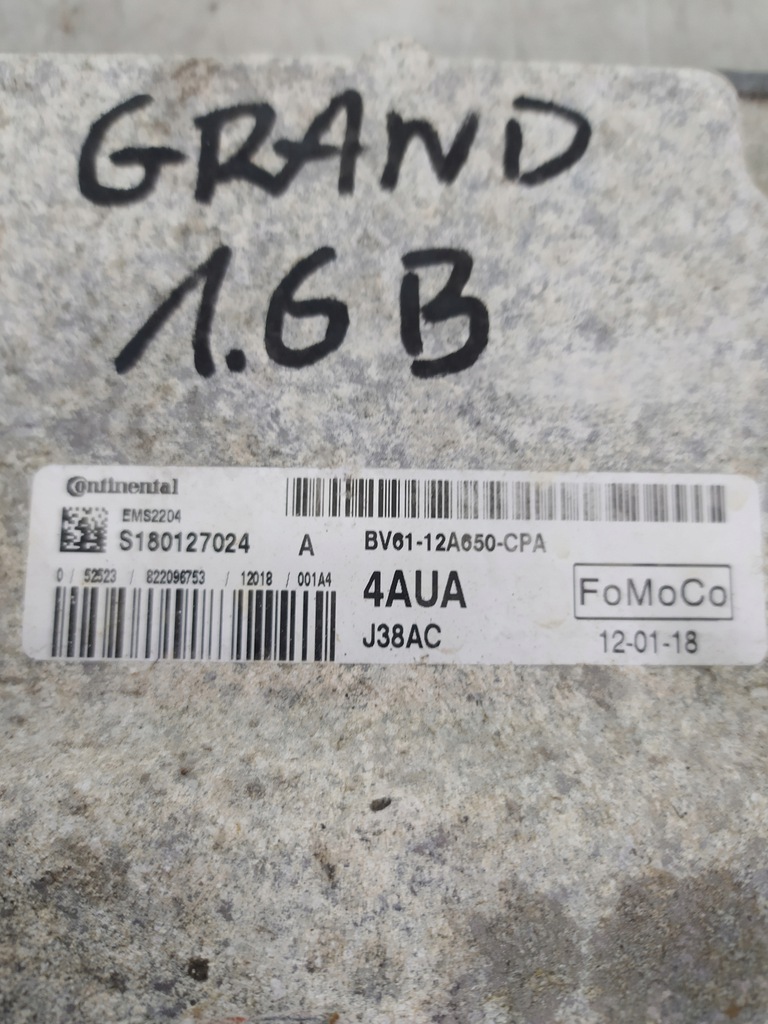 GRAND
1.6 B
Continental
EMS2204
S180127024 A BV61-12A650-CPA
0 / 52523 / 822096753 / 12018 / 001A4
4AUA
FoMoCo
J38AC
12-01-18